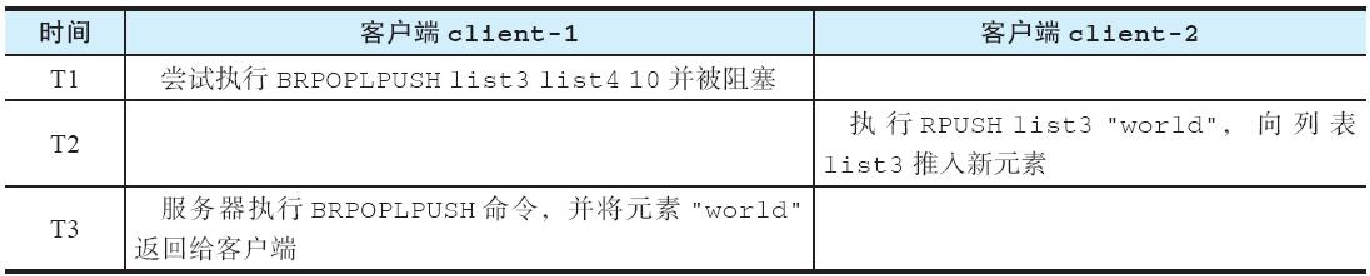 时间 客户端 client-1 客户端 client-2
T1 尝试执行 BRPOPLPUSH list3 list4 10 并被阻塞
T2 执行 RPUSH list3 "world", 向列表
list3 推入新元素
T3 服务器执行 BRPOPLPUSH 命令, 并将元素 "world"
返回给客户端